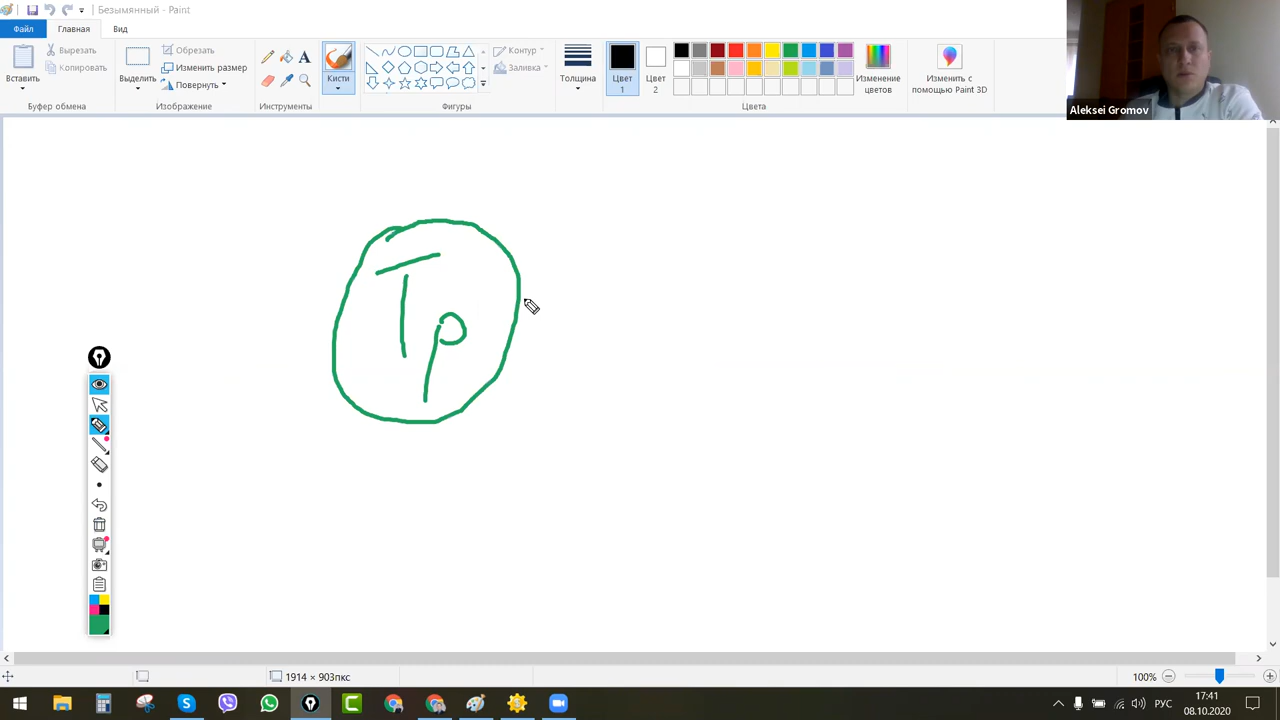 Безымянный - Paint
Файл
Главная
Вид
Вставить
Вырезать
Копировать
Буфер обмена
Выделить
Обрезать
Изменить размер
Повернуть
Изображение
A
Инструменты
Кисти
Контур
Заливка
Фигуры
Толщина
Цвет 1
Цвет 2
Изменение цветов
Цвета
Изменить с помощью Paint 3D
Aleksei Gromov
Тр
1914 × 903пкс
100%
РУС
17:41
08.10.2020